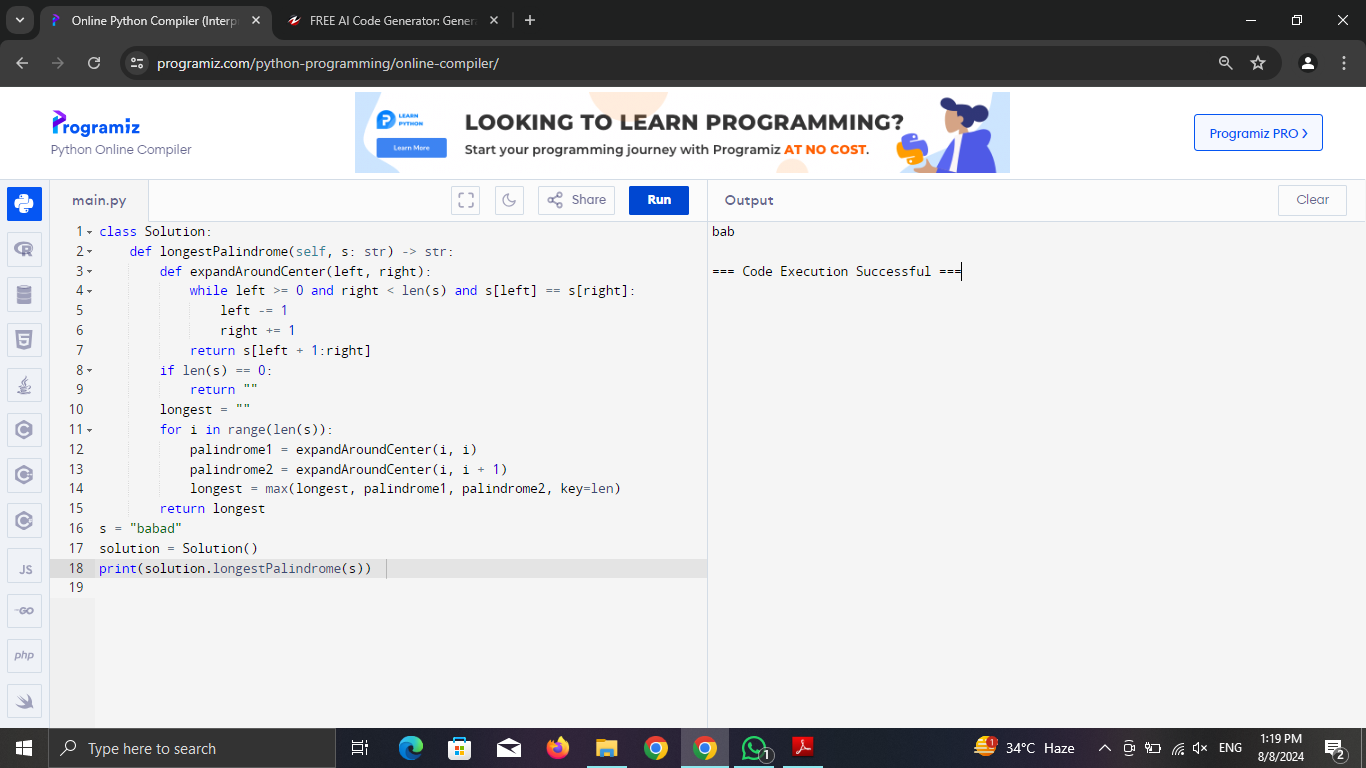 Online Python Compiler (Interp
FREE AI Code Generator: Gener
programiz.com/python-programming/online-compiler/
Programiz
Python Online Compiler
LEARN
PYTHON
Learn More
LOOKING TO LEARN PROGRAMMING?
Start your programming journey with Programiz AT NO COST.
Programiz PRO >
main.py
Share
Run
Output
Clear
1 class Solution:
2     def longestPalindrome(self, s: str) -> str:
3         def expandAroundCenter(left, right):
4             while left >= 0 and right < len(s) and s[left] == s[right]:
5                 left -= 1
6                 right += 1
7             return s[left + 1:right]
8         if len(s) == 0:
9             return ""
10         longest = ""
11         for i in range(len(s)):
12             palindrome1 = expandAroundCenter(i, i)
13             palindrome2 = expandAroundCenter(i, i + 1)
14             longest = max(longest, palindrome1, palindrome2, key=len)
15         return longest
16 s = "babad"
17 solution = Solution()
18 print(solution.longestPalindrome(s))
19
bab
=== Code Execution Successful ===
JS
GO
php
Type here to search
1
1
34°C Haze
ENG
1:19 PM
8/8/2024
2